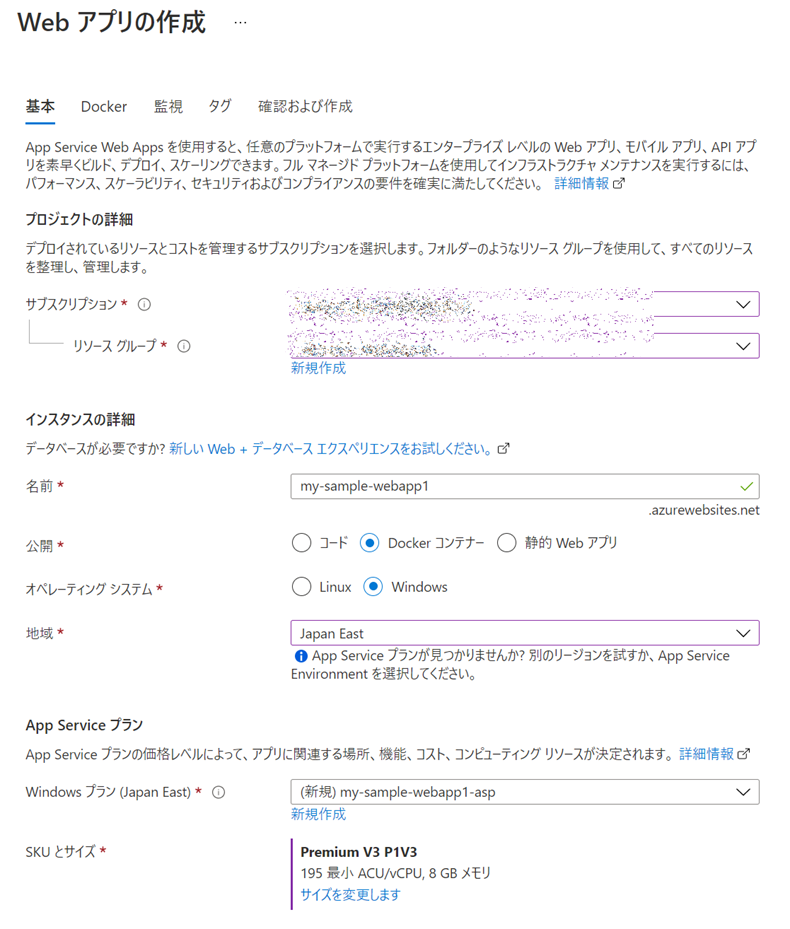 Web アプリの作成 ...
基本 Docker 監視 タグ 確認および作成
App Service Web Apps を使用すると、任意のプラットフォームで実行するエンタープライズ レベルの Web アプリ、モバイル アプリ、API アプ
リを素早くビルド、デプロイ、スケーリングできます。フル マネージド プラットフォームを使用してインフラストラクチャ メンテナンスを実行するには、
パフォーマンス、スケーラビリティ、セキュリティおよびコンプライアンスの要件を確実に満たしてください。 詳細情報
プロジェクトの詳細
デプロイされているリソースとコストを管理するサブスクリプションを選択します。フォルダーのようなリソース グループを使用して、すべてのリソース
を整理し、管理します。
サブスクリプション *
リソース グループ *
新規作成
インスタンスの詳細
データベースが必要ですか? 新しい Web + データベース エクスペリエンスをお試しください。
名前 * my-sample-webapp1
.azurewebsites.net
公開 * コード Docker コンテナー 静的 Web アプリ
オペレーティング システム * Linux Windows
地域 * Japan East
App Service プランが見つかりませんか? 別のリージョンを試すか、App Service
Environment を選択してください。
App Service プラン
App Service プランの価格レベルによって、アプリに関連する場所、機能、コスト、コンピューティング リソースが決定されます。 詳細情報
Windows プラン (Japan East) * (新規) my-sample-webapp1-asp
新規作成
SKU とサイズ * Premium V3 P1V3
195 最小 ACU/vCPU, 8 GB メモリ
サイズを変更します